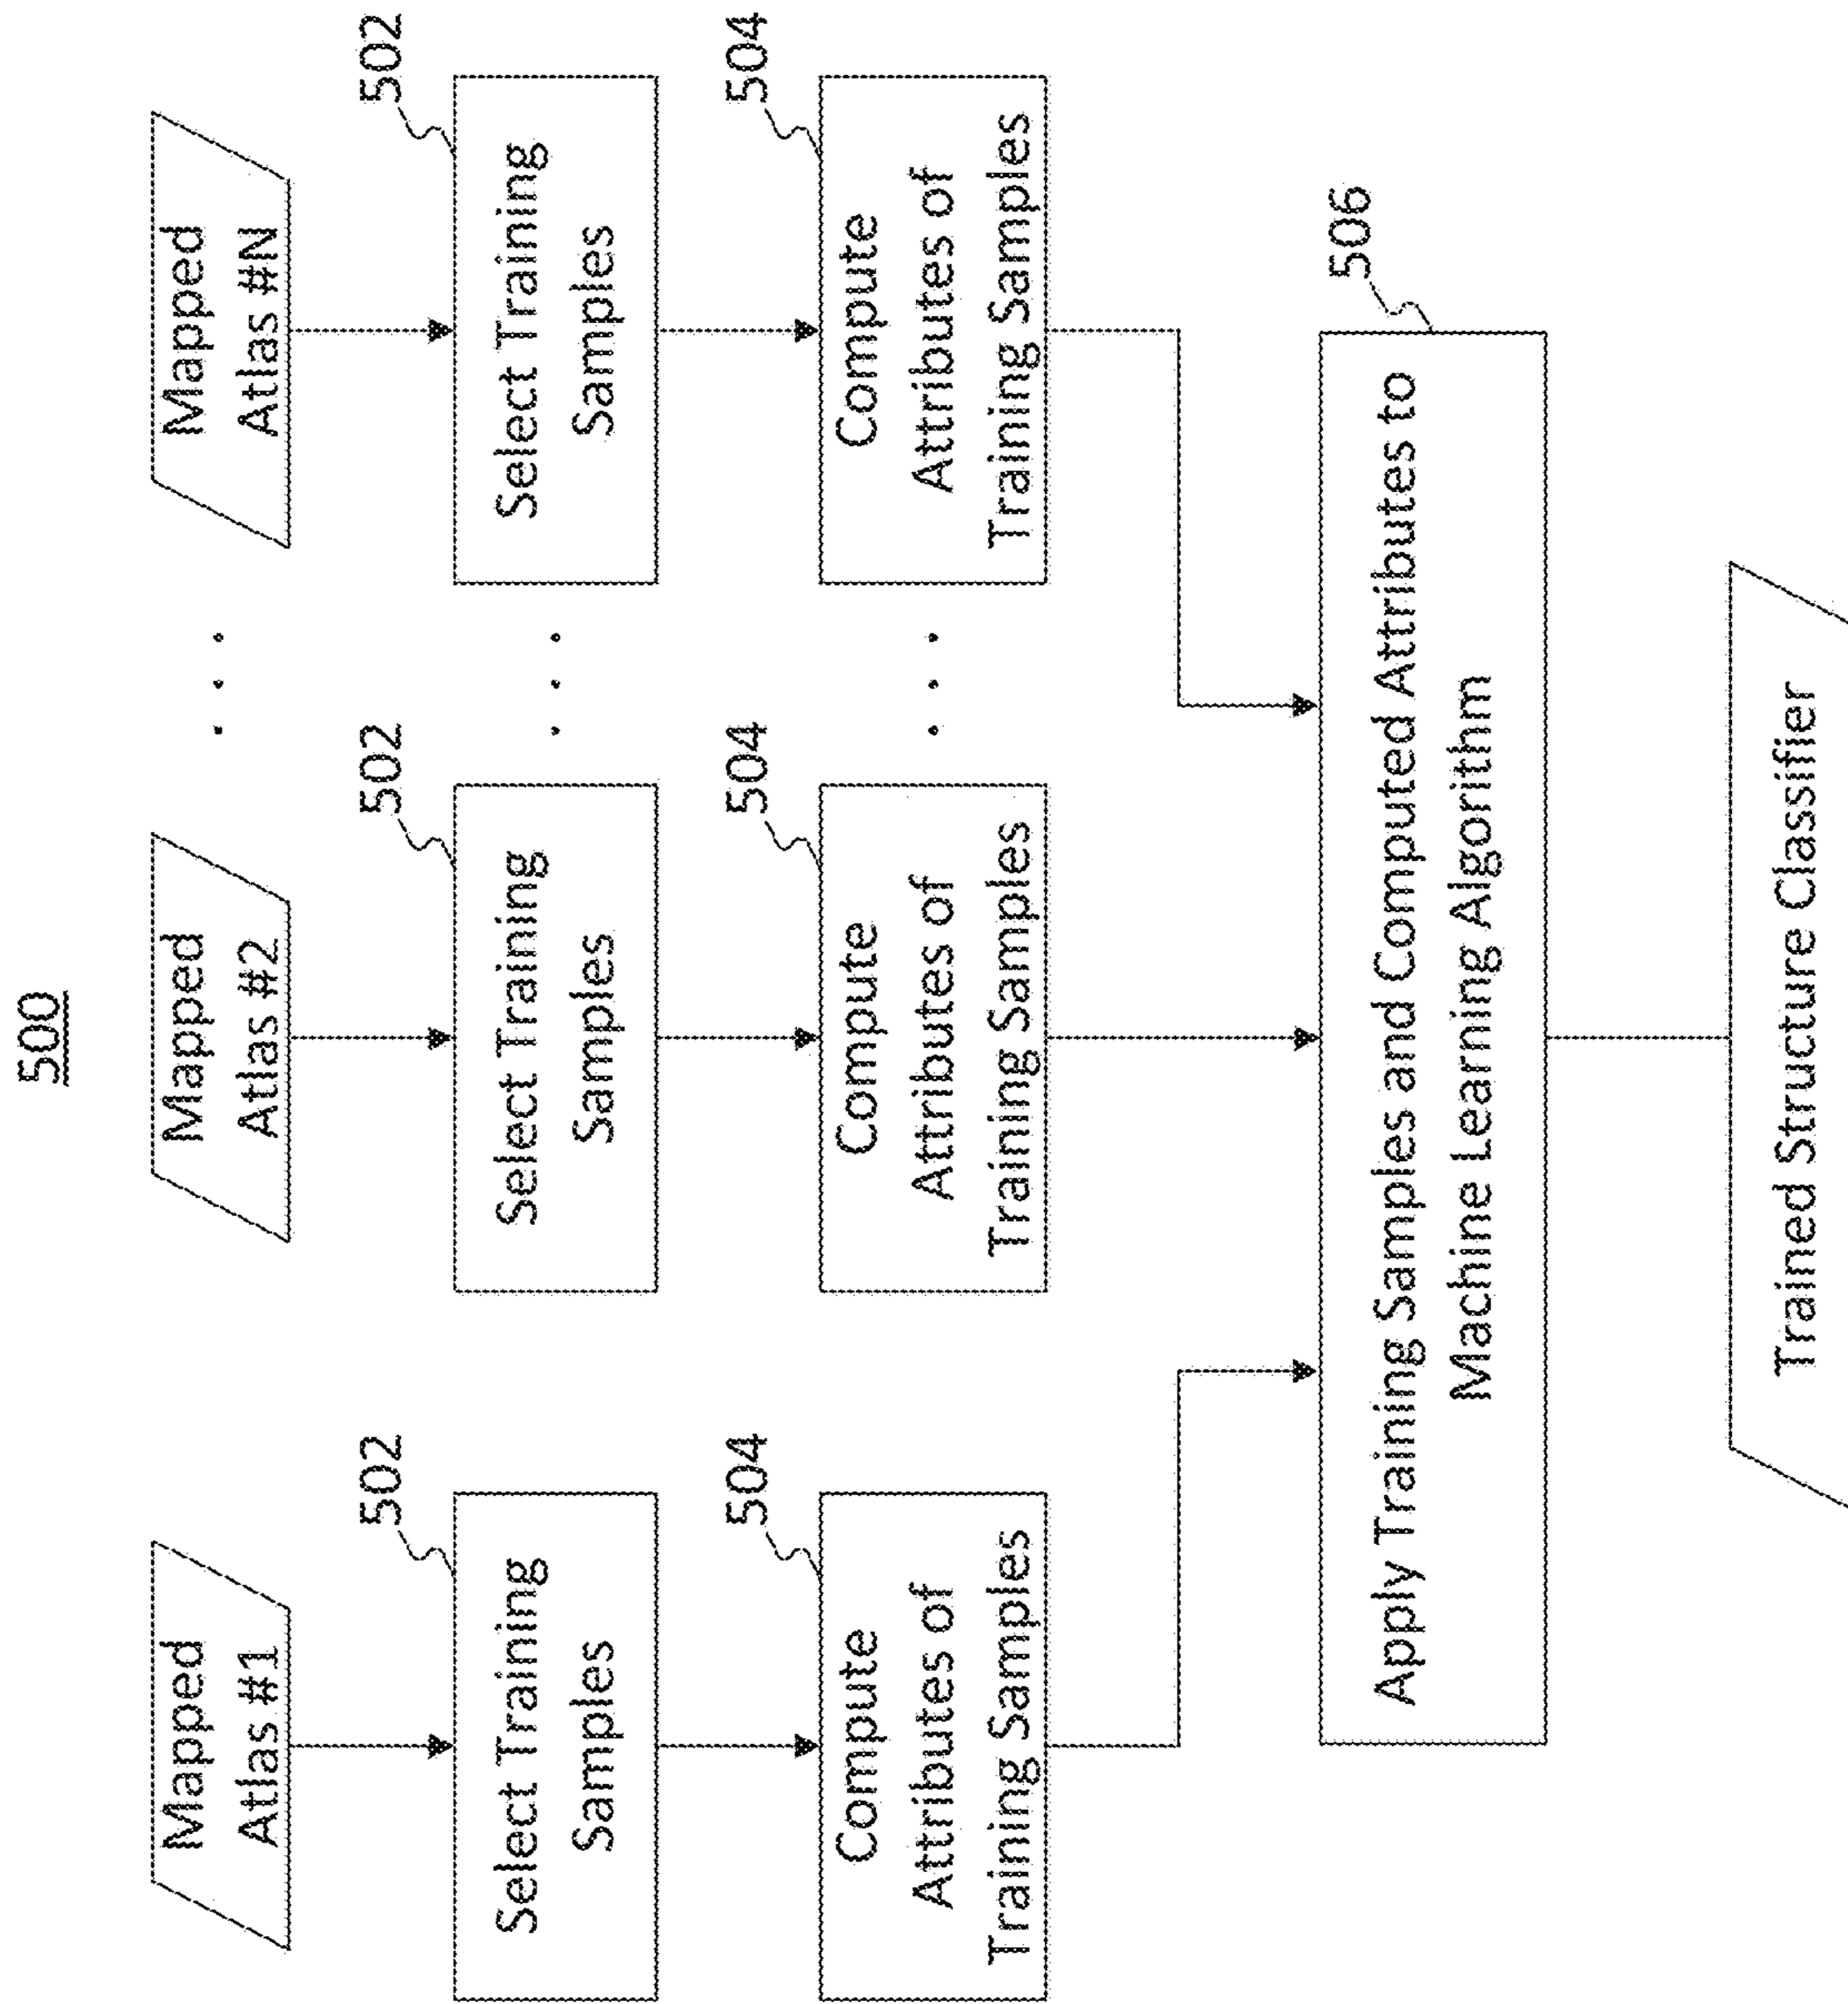 500
Mapped
Atlas #1
Mapped
Atlas #2
. . .
Mapped
Atlas #N
502
Select Training
Samples
502
Select Training
Samples
. . .
502
Select Training
Samples
504
Compute
Attributes of
Training Samples
504
Compute
Attributes of
Training Samples
. . .
504
Compute
Attributes of
Training Samples
506
Apply Training Samples and Computed Attributes to
Machine Learning Algorithm
Trained Structure Classifier